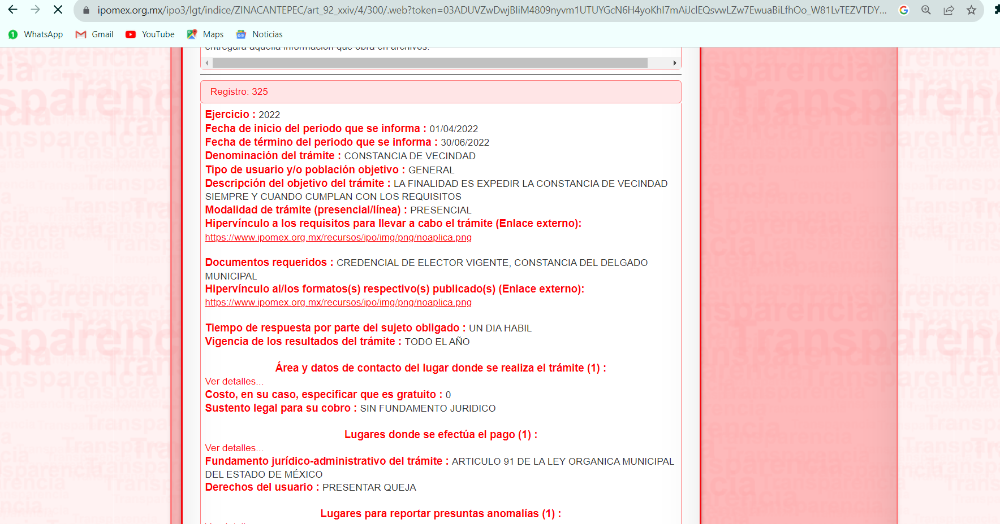 ipomex.org.mx/ipo3/lgt/indice/ZINACANTEPEC/art_92_xxiv/4/300/.web?token=03ADUVZwDwjBIiM4809nyvm1UTUYGcN6H4yoKhI7mAiJclEQsvwLZw7EwuaBiLfhOo_W81LvTEZVTDY...
WhatsApp Gmail YouTube Maps Noticias
entregará aquella información que obra en archivos.
Registro: 325
Ejercicio : 2022
Fecha de inicio del periodo que se informa : 01/04/2022
Fecha de término del periodo que se informa : 30/06/2022
Denominación del trámite : CONSTANCIA DE VECINDAD
Tipo de usuario y/o población objetivo : GENERAL
Descripción del objetivo del trámite : LA FINALIDAD ES EXPEDIR LA CONSTANCIA DE VECINDAD
SIEMPRE Y CUANDO CUMPLAN CON LOS REQUISITOS
Modalidad de trámite (presencial/línea) : PRESENCIAL
Hipervínculo a los requisitos para llevar a cabo el trámite (Enlace externo):
https://www.ipomex.org.mx/recursos/ipo/img/png/noaplica.png
Documentos requeridos : CREDENCIAL DE ELECTOR VIGENTE, CONSTANCIA DEL DELGADO
MUNICIPAL
Hipervínculo al/los formatos(s) respectivo(s) publicado(s) (Enlace externo):
https://www.ipomex.org.mx/recursos/ipo/img/png/noaplica.png
Tiempo de respuesta por parte del sujeto obligado : UN DIA HABIL
Vigencia de los resultados del trámite : TODO EL AÑO
Área y datos de contacto del lugar donde se realiza el trámite (1) :
Ver detalles...
Costo, en su caso, especificar que es gratuito : 0
Sustento legal para su cobro : SIN FUNDAMENTO JURIDICO
Lugares donde se efectúa el pago (1) :
Ver detalles...
Fundamento jurídico-administrativo del trámite : ARTICULO 91 DE LA LEY ORGANICA MUNICIPAL
DEL ESTADO DE MÉXICO
Derechos del usuario : PRESENTAR QUEJA
Lugares para reportar presuntas anomalías (1) :